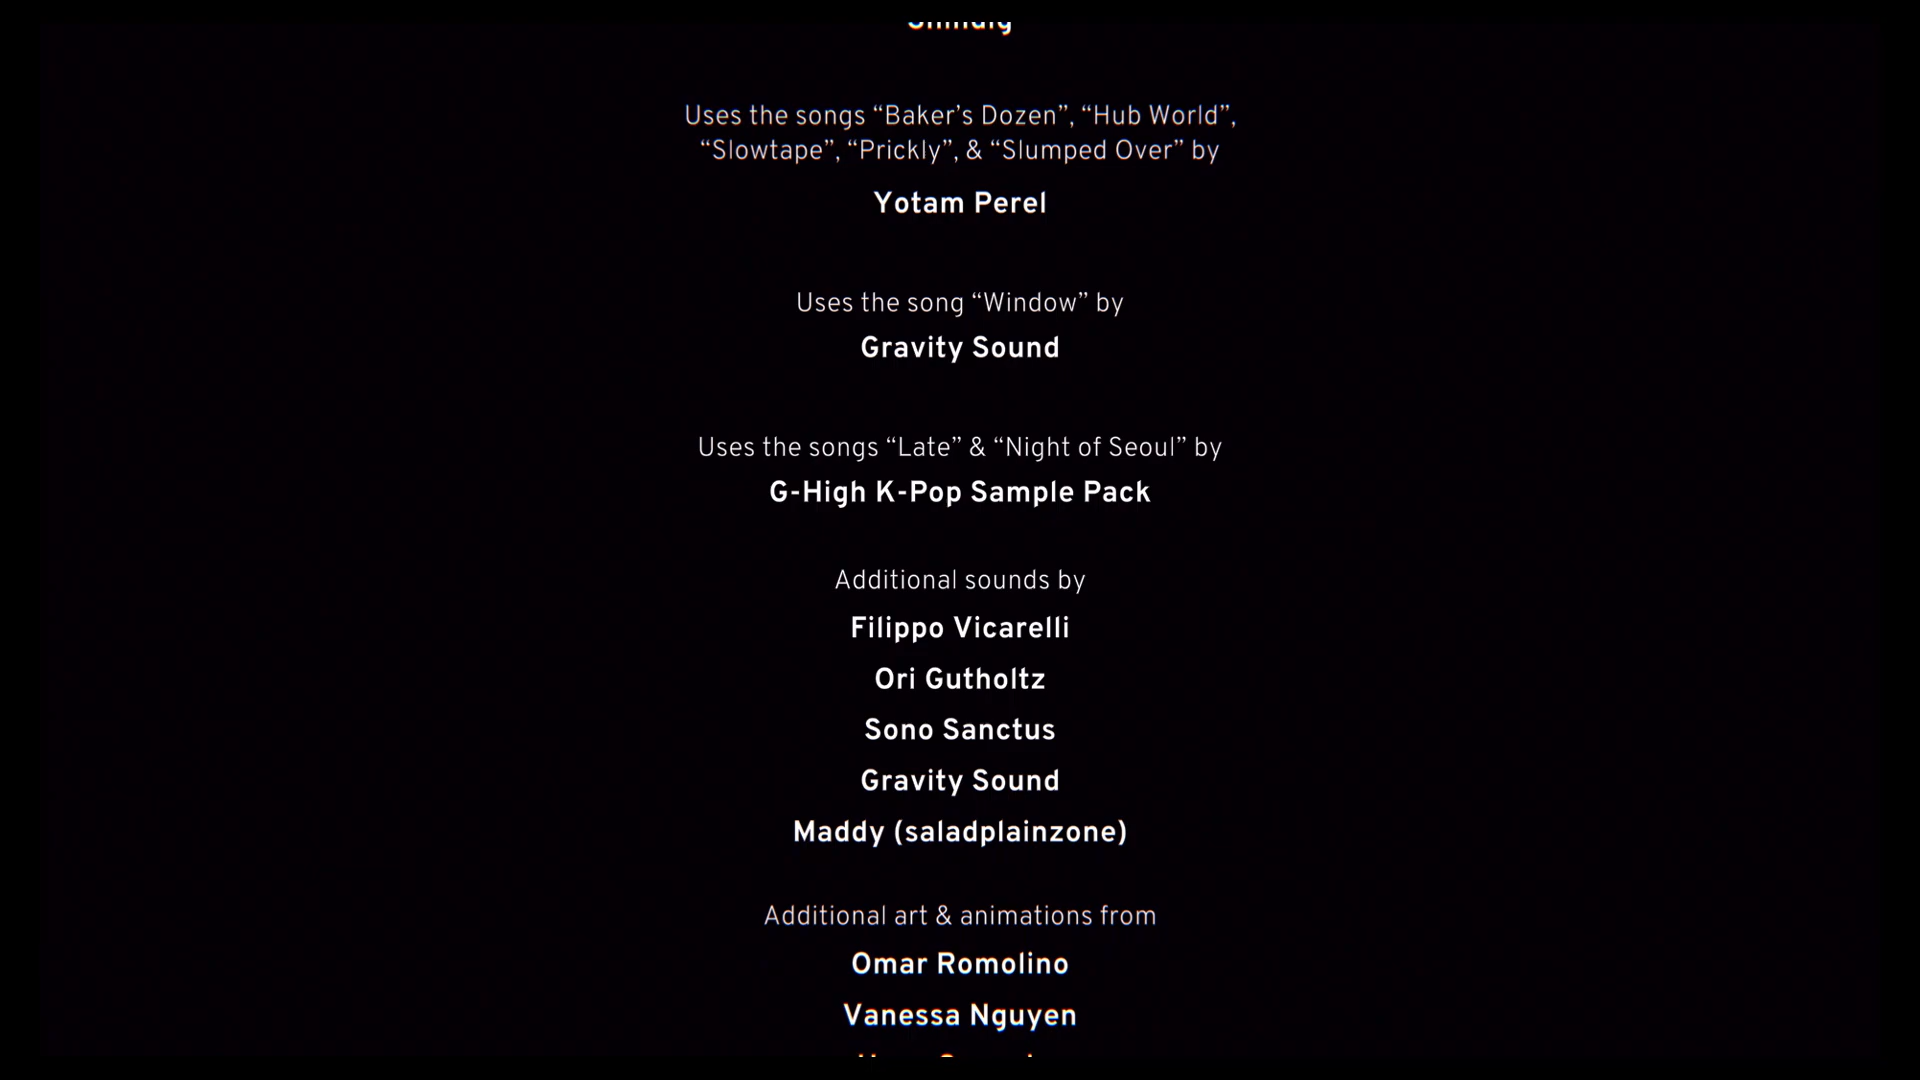 Uses the songs “Baker’s Dozen”, “Hub World”,
“Slowtape”, “Prickly”, & “Slumped Over” by
Yotam Perel
Uses the song “Window” by
Gravity Sound
Uses the songs “Late” & “Night of Seoul” by
G-High K-Pop Sample Pack
Additional sounds by
Filippo Vicarelli
Ori Gutholtz
Sono Sanctus
Gravity Sound
Maddy (saladplainzone)
Additional art & animations from
Omar Romolino
Vanessa Nguyen